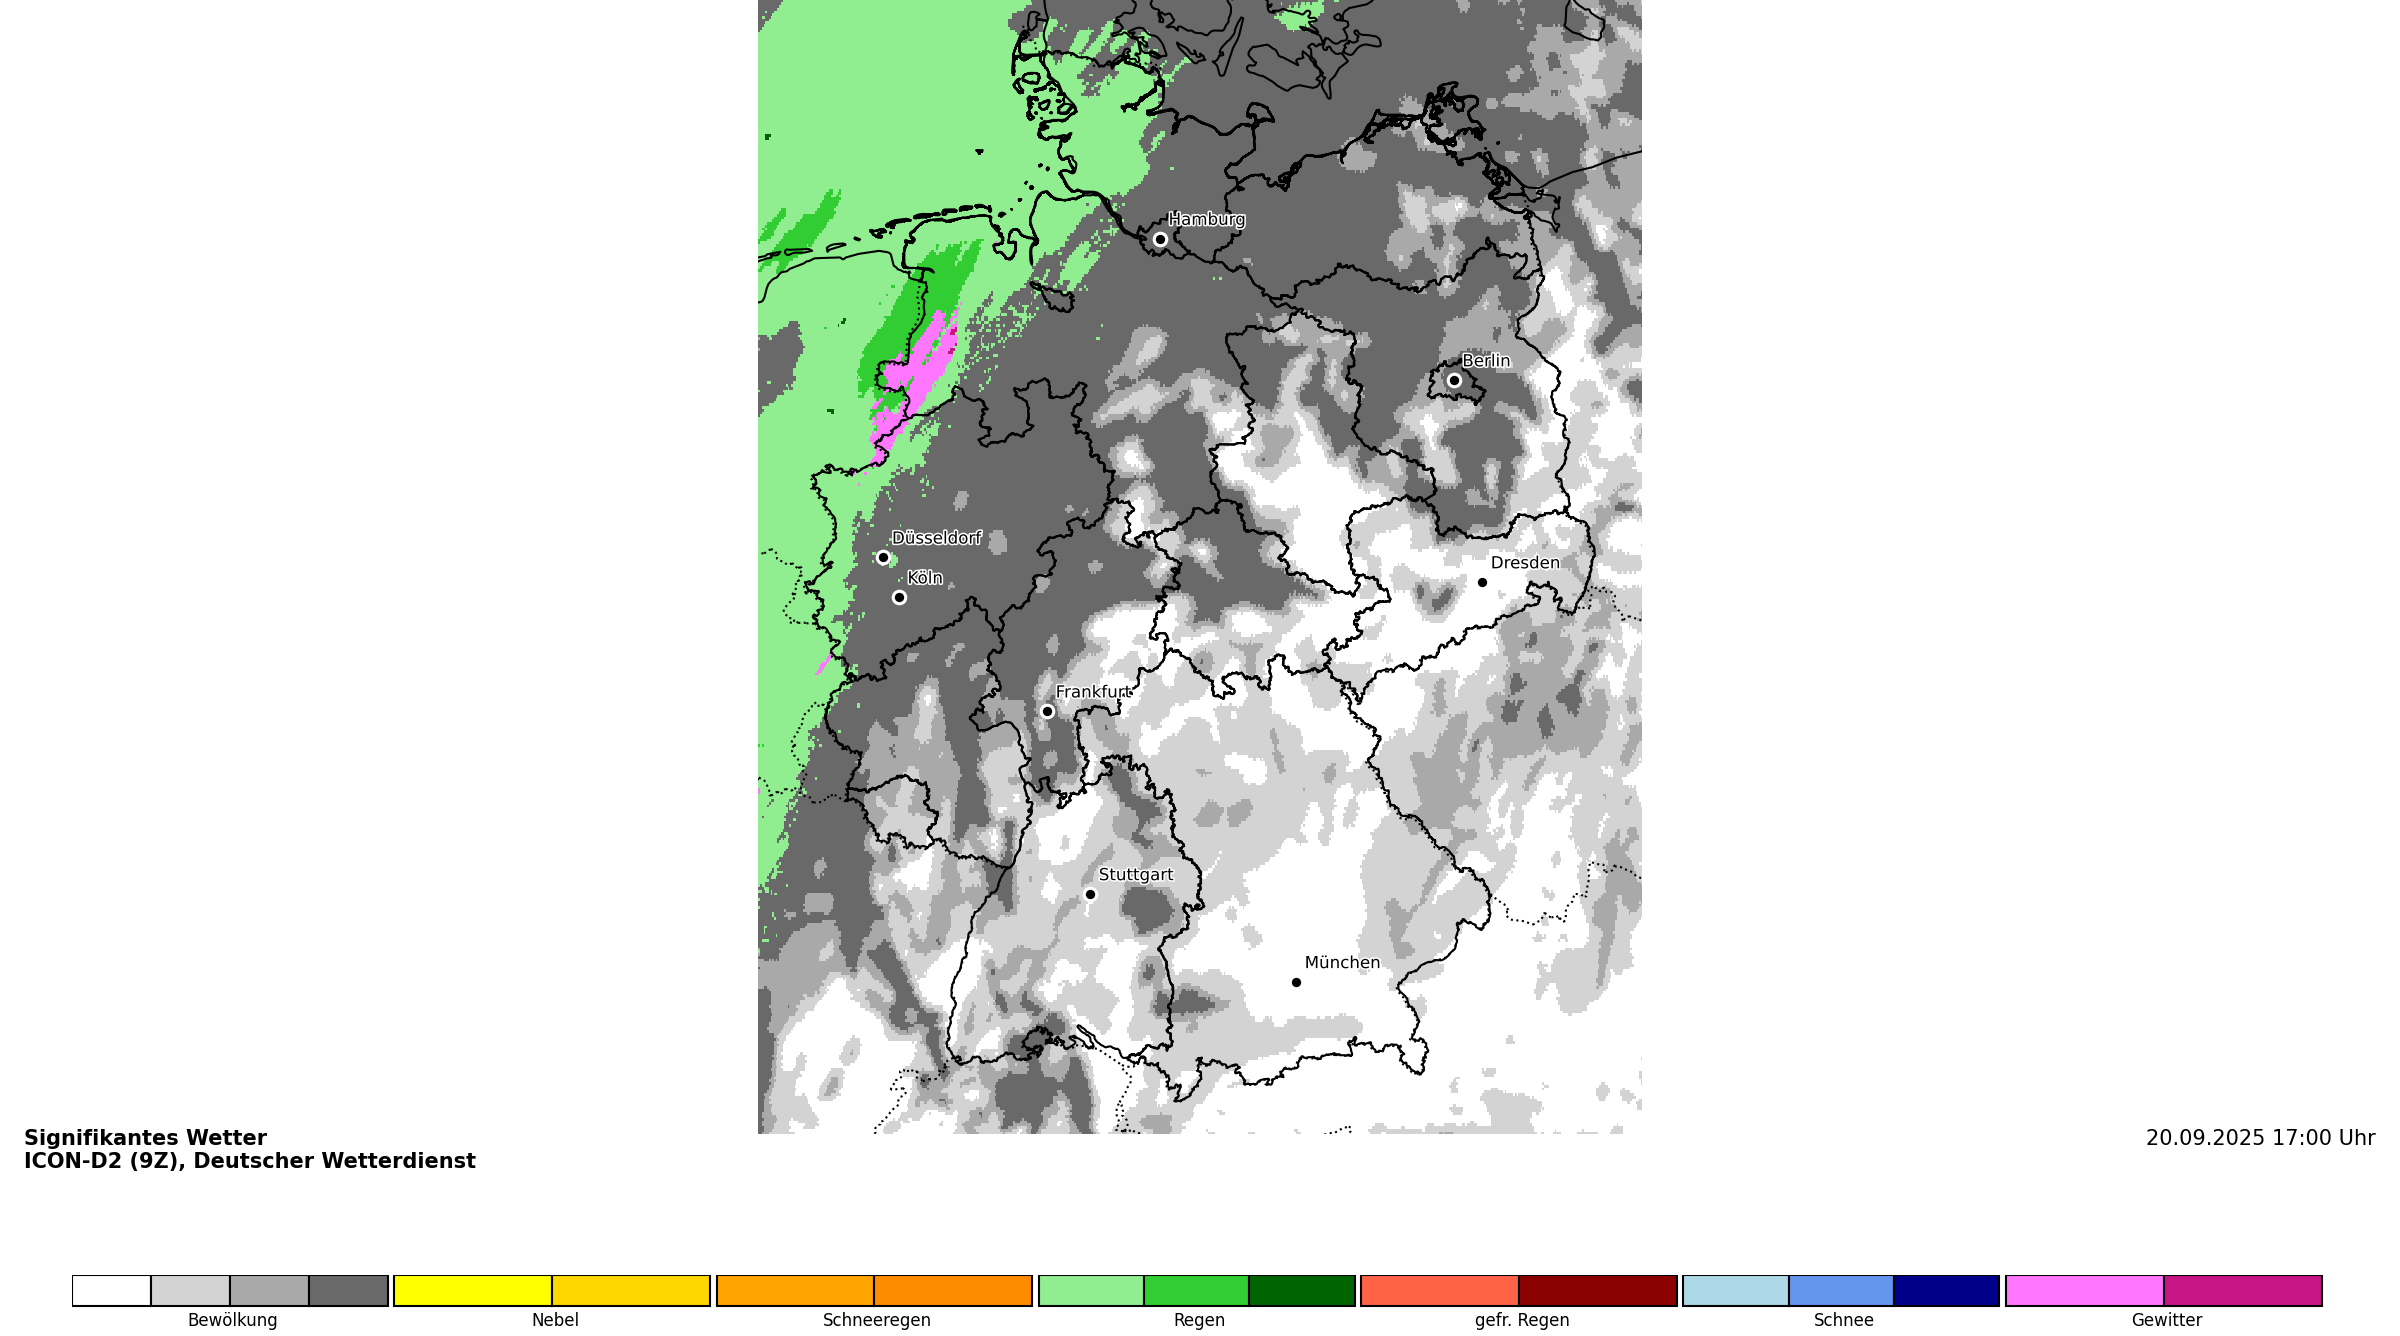 Hamburg
Berlin
Düsseldorf
Köln
Dresden
Frankfurt
Stuttgart
München
Signifikantes Wetter
ICON-D2 (9Z), Deutscher Wetterdienst
20.09.2025 17:00 Uhr
Bewölkung
Nebel
Schneeregen
Regen
gefr. Regen
Schnee
Gewitter